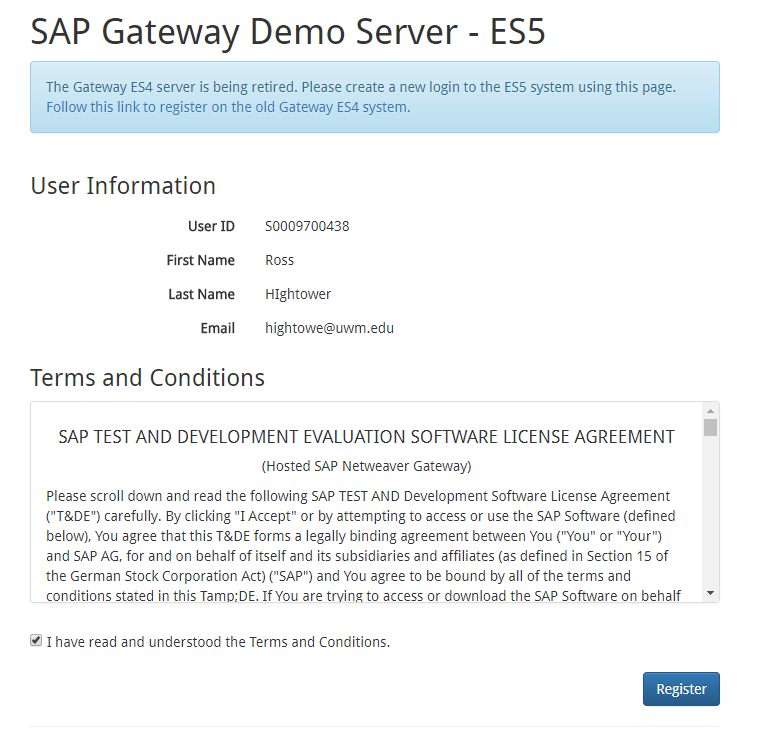 SAP Gateway Demo Server - ES5
The Gateway ES4 server is being retired. Please create a new login to the ES5 system using this page.
Follow this link to register on the old Gateway ES4 system.
User Information
User ID S0009700438
First Name Ross
Last Name HIghtower
Email hightowe@uwm.edu
Terms and Conditions
SAP TEST AND DEVELOPMENT EVALUATION SOFTWARE LICENSE AGREEMENT
(Hosted SAP Netweaver Gateway)
Please scroll down and read the following SAP TEST AND Development Software License Agreement
("T&DE") carefully. By clicking "I Accept" or by attempting to access or use the SAP Software (defined
below), You agree that this T&DE forms a legally binding agreement between You ("You" or "Your")
and SAP AG, for and on behalf of itself and its subsidiaries and affiliates (as defined in Section 15 of
the German Stock Corporation Act) ("SAP") and You agree to be bound by all of the terms and
conditions stated in this Tamp;DE. If You are trying to access or download the SAP Software on behalf
I have read and understood the Terms and Conditions.
Register